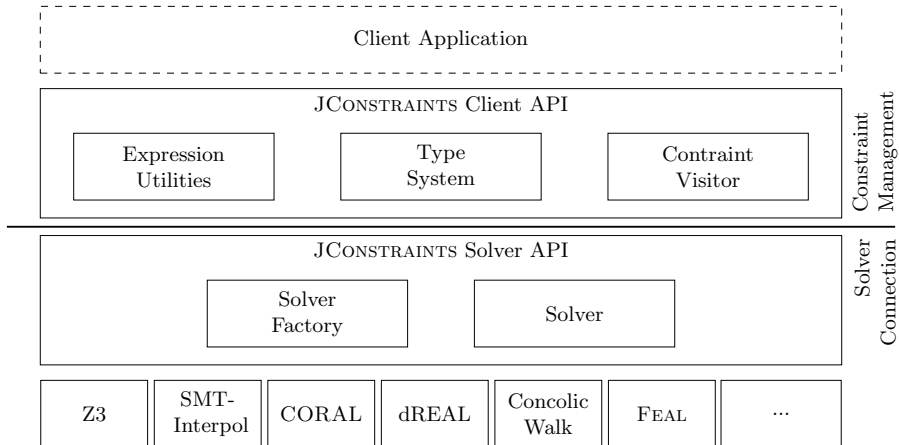 Client Application
JCONSTRAINTS Client API
Expression
Utilities
Type
System
Contraint
Visitor
Constraint
Management
JCONSTRAINTS Solver API
Solver
Factory
Solver
Solver
Connection
Z3
SMT-
Interpol
CORAL
dREAL
Concolic
Walk
FEAL
...